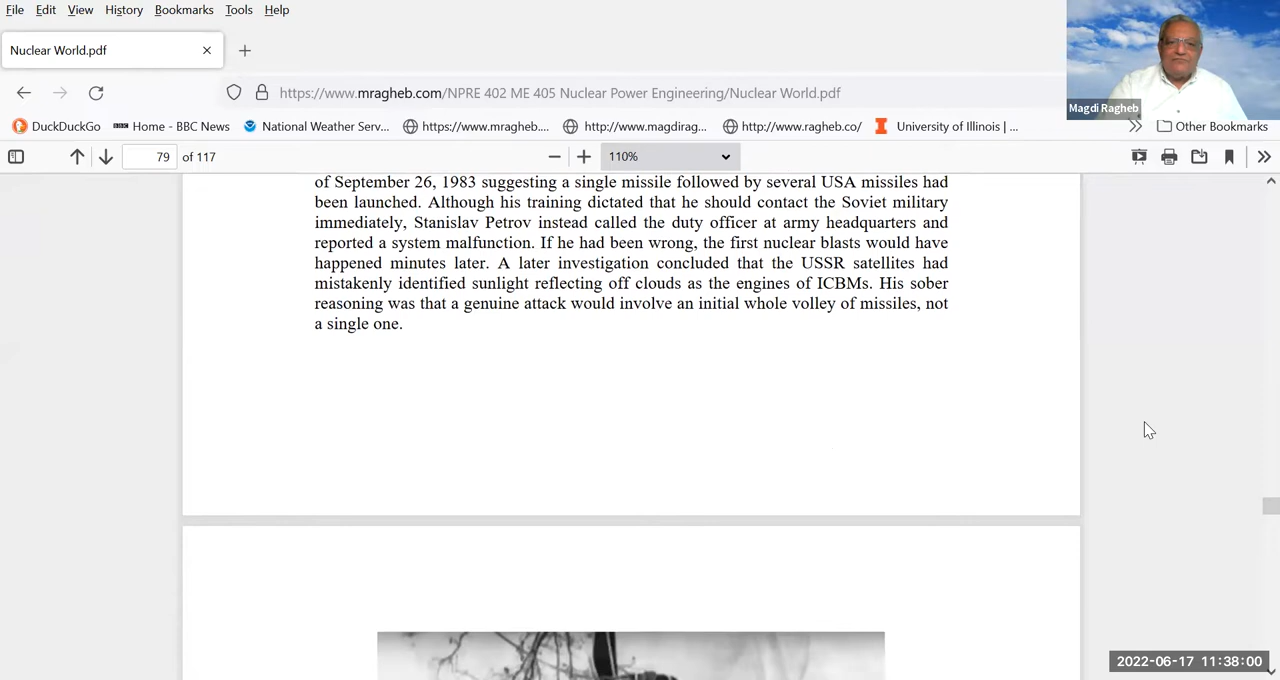 File Edit View History Bookmarks Tools Help
Nuclear World.pdf
https://www.mragheb.com/NPRE 402 ME 405 Nuclear Power Engineering/Nuclear World.pdf
Magdi Ragheb
DuckDuckGo BBC Home - BBC News National Weather Serv... https://www.mragheb.... http://www.magdirag... http://www.ragheb.co/ University of Illinois | ... Other Bookmarks
79 of 117 110%
of September 26, 1983 suggesting a single missile followed by several USA missiles had
been launched. Although his training dictated that he should contact the Soviet military
immediately, Stanislav Petrov instead called the duty officer at army headquarters and
reported a system malfunction. If he had been wrong, the first nuclear blasts would have
happened minutes later. A later investigation concluded that the USSR satellites had
mistakenly identified sunlight reflecting off clouds as the engines of ICBMs. His sober
reasoning was that a genuine attack would involve an initial whole volley of missiles, not
a single one.
2022-06-17 11:38:00